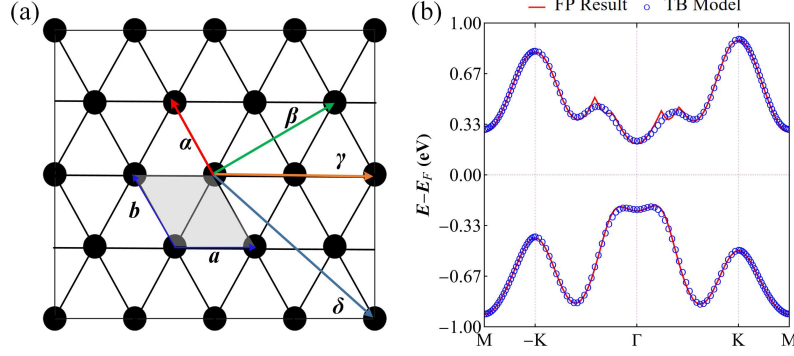 (a)
α
β
γ
b
a
δ
(b)
FP Result
TB Model
E−E_F (eV)
1.00
0.67
0.33
0.00
−0.33
−0.67
−1.00
M
−K
Γ
K
M